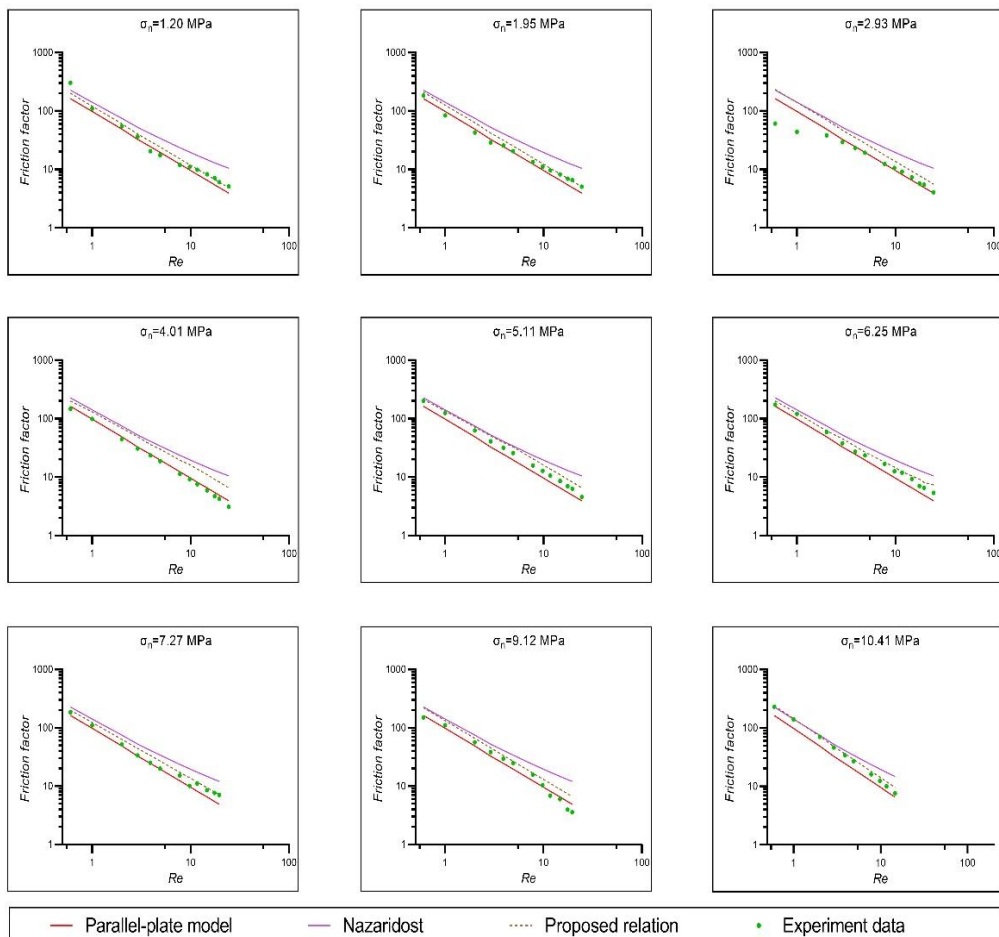 σn=1.20 MPa
1000
100
10
1
Friction factor
1 10 100
Re
σn=1.95 MPa
1000
100
10
1
Friction factor
1 10 100
Re
σn=2.93 MPa
1000
100
10
1
Friction factor
1 10 100
Re
σn=4.01 MPa
1000
100
10
1
Friction factor
1 10 100
Re
σn=5.11 MPa
1000
100
10
1
Friction factor
1 10 100
Re
σn=6.25 MPa
1000
100
10
1
Friction factor
1 10 100
Re
σn=7.27 MPa
1000
100
10
1
Friction factor
1 10 100
Re
σn=9.12 MPa
1000
100
10
1
Friction factor
1 10 100
Re
σn=10.41 MPa
1000
100
10
1
Friction factor
1 10 100
Re
Parallel-plate model Nazaridost Proposed relation Experiment data